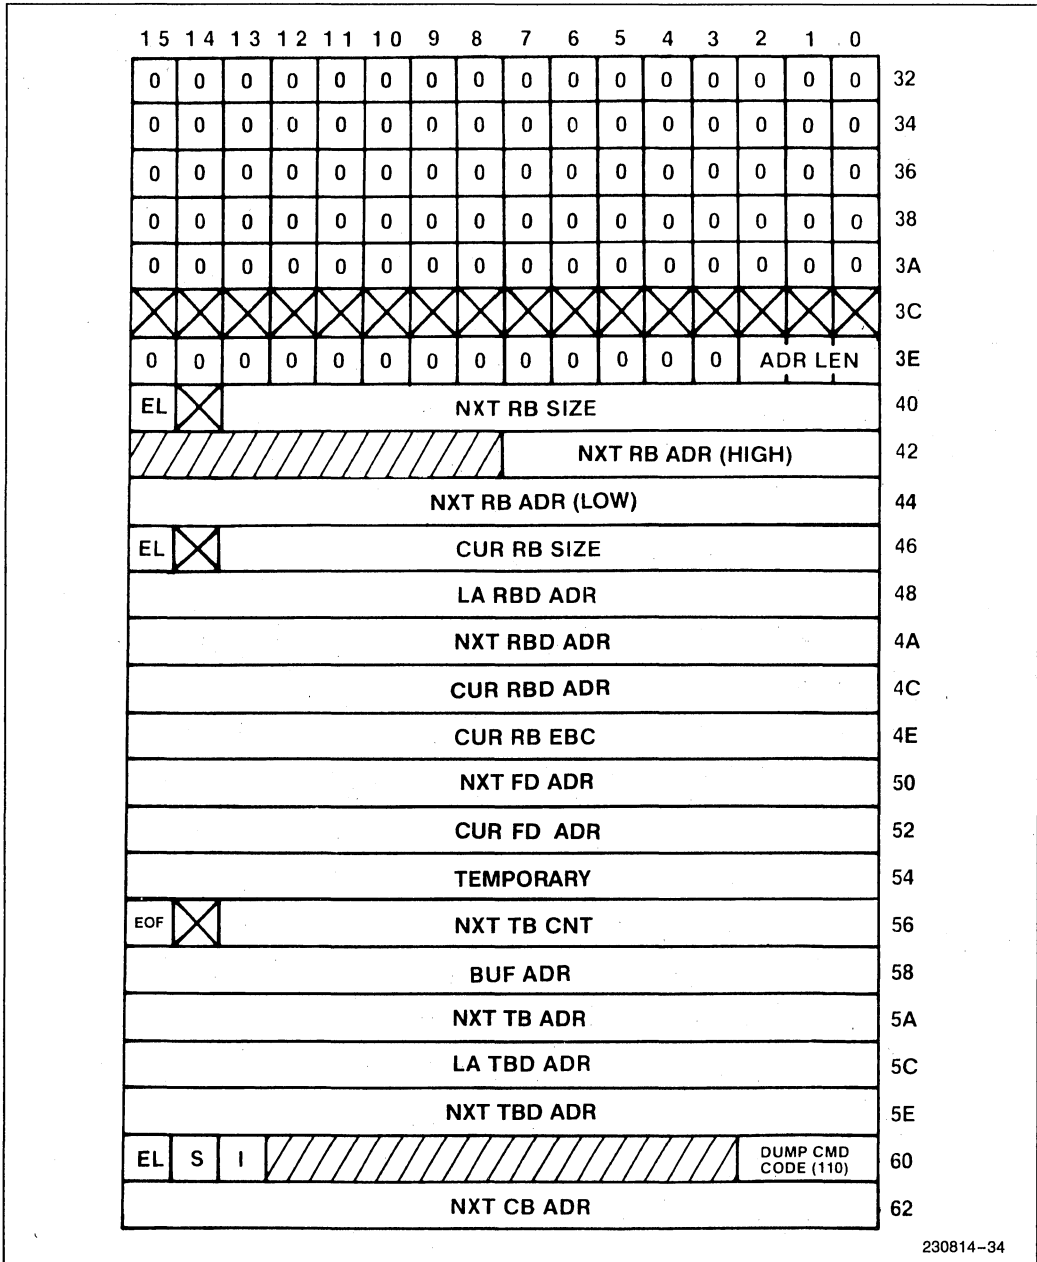 15 14 13 12 11 10 9 8 7 6 5 4 3 2 1 0
0 0 0 0 0 0 0 0 0 0 0 0 0 0 0 0 32
0 0 0 0 0 0 0 0 0 0 0 0 0 0 0 0 34
0 0 0 0 0 0 0 0 0 0 0 0 0 0 0 0 36
0 0 0 0 0 0 0 0 0 0 0 0 0 0 0 0 38
0 0 0 0 0 0 0 0 0 0 0 0 0 0 0 0 3A
3C
0 0 0 0 0 0 0 0 0 0 0 0 0 ADR LEN 3E
EL NXT RB SIZE 40
NXT RB ADR (HIGH) 42
NXT RB ADR (LOW) 44
EL CUR RB SIZE 46
LA RBD ADR 48
NXT RBD ADR 4A
CUR RBD ADR 4C
CUR RB EBC 4E
NXT FD ADR 50
CUR FD ADR 52
TEMPORARY 54
EOF NXT TB CNT 56
BUF ADR 58
NXT TB ADR 5A
LA TBD ADR 5C
NXT TBD ADR 5E
EL S I DUMP CMD
CODE (110) 60
NXT CB ADR 62
230814-34